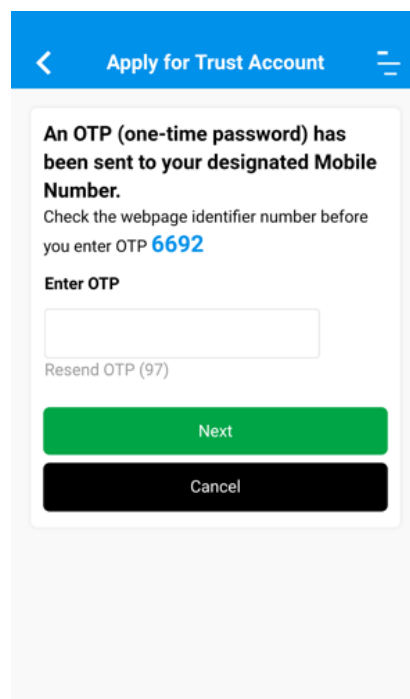 Apply for Trust Account
An OTP (one-time password) has
been sent to your designated Mobile
Number.
Check the webpage identifier number before
you enter OTP 6692
Enter OTP
Resend OTP (97)
Next
Cancel